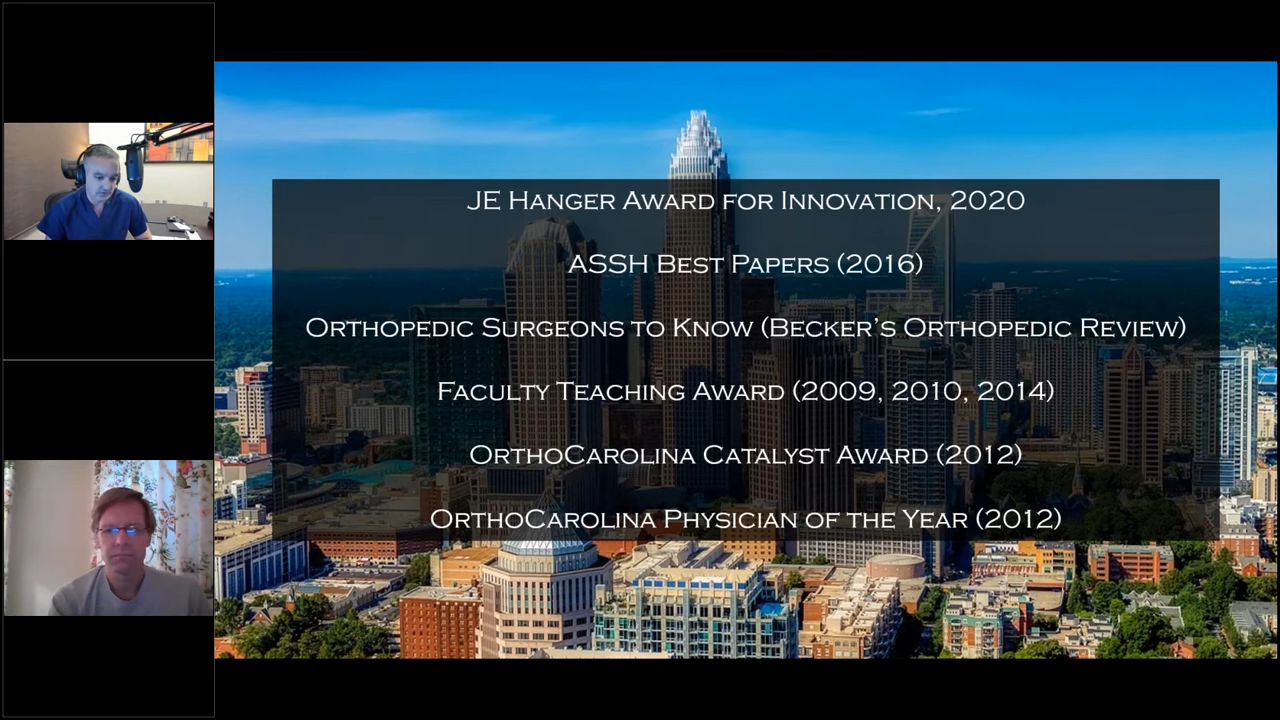 JE Hanger Award for Innovation, 2020
ASSH Best Papers (2016)
Orthopedic Surgeons to Know (Becker's Orthopedic Review)
Faculty Teaching Award (2009, 2010, 2014)
OrthoCarolina Catalyst Award (2012)
OrthoCarolina Physician of the Year (2012)